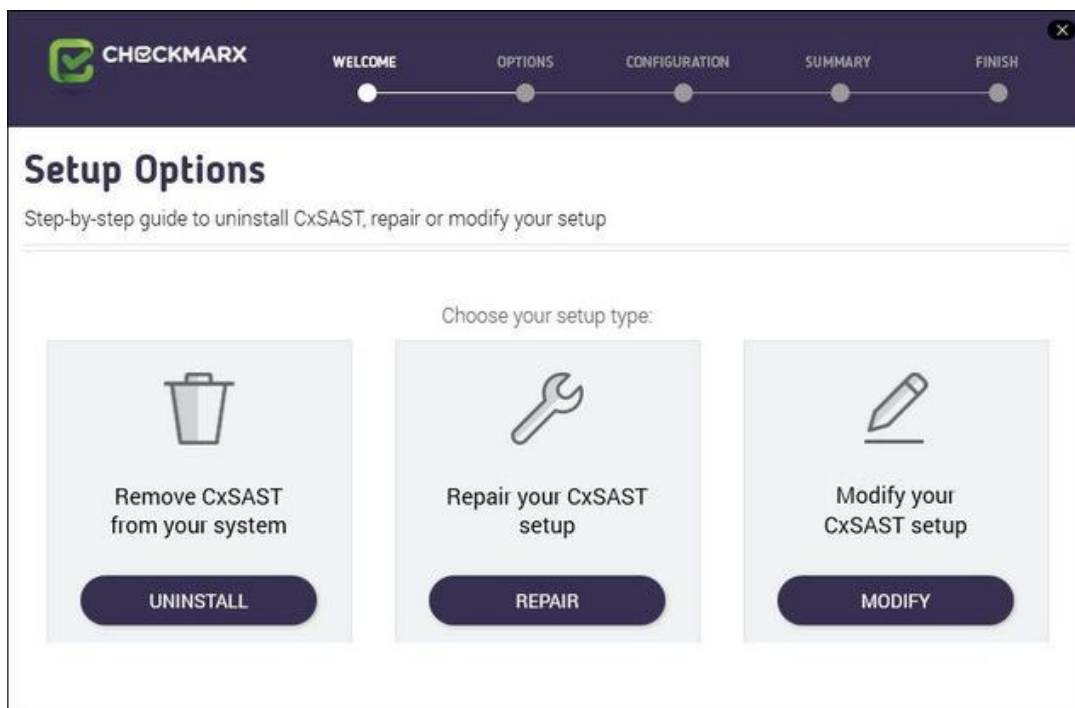 CHECKMARX
WELCOME
OPTIONS
CONFIGURATION
SUMMARY
FINISH
Setup Options
Step-by-step guide to uninstall CxSAST, repair or modify your setup
Choose your setup type:
Remove CxSAST
from your system
UNINSTALL
Repair your CxSAST
setup
REPAIR
Modify your
CxSAST setup
MODIFY